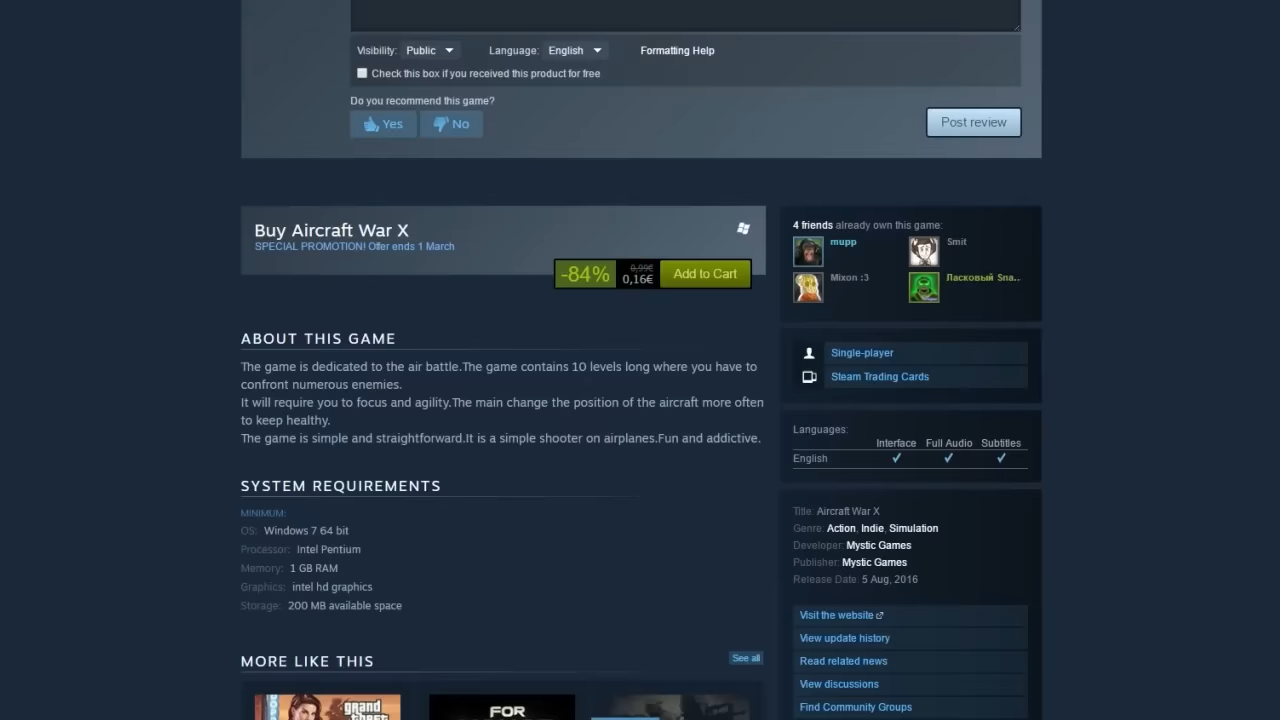 Visibility: Public Language: English Formatting Help
Check this box if you received this product for free
Do you recommend this game?
Yes No Post review
Buy Aircraft War X
SPECIAL PROMOTION! Offer ends 1 March
-84% 0,99€ 0,16€ Add to Cart
4 friends already own this game:
mupp Smit
Mixon :3 Ласковый Sna..
ABOUT THIS GAME
The game is dedicated to the air battle.The game contains 10 levels long where you have to
confront numerous enemies.
It will require you to focus and agility.The main change the position of the aircraft more often
to keep healthy.
The game is simple and straightforward.It is a simple shooter on airplanes.Fun and addictive.
Single-player
Steam Trading Cards
Languages:
Interface Full Audio Subtitles
English
SYSTEM REQUIREMENTS
MINIMUM:
OS: Windows 7 64 bit
Processor: Intel Pentium
Memory: 1 GB RAM
Graphics: intel hd graphics
Storage: 200 MB available space
Title: Aircraft War X
Genre: Action, Indie, Simulation
Developer: Mystic Games
Publisher: Mystic Games
Release Date: 5 Aug, 2016
Visit the website
View update history
Read related news
View discussions
Find Community Groups
MORE LIKE THIS See all
grand
FOR